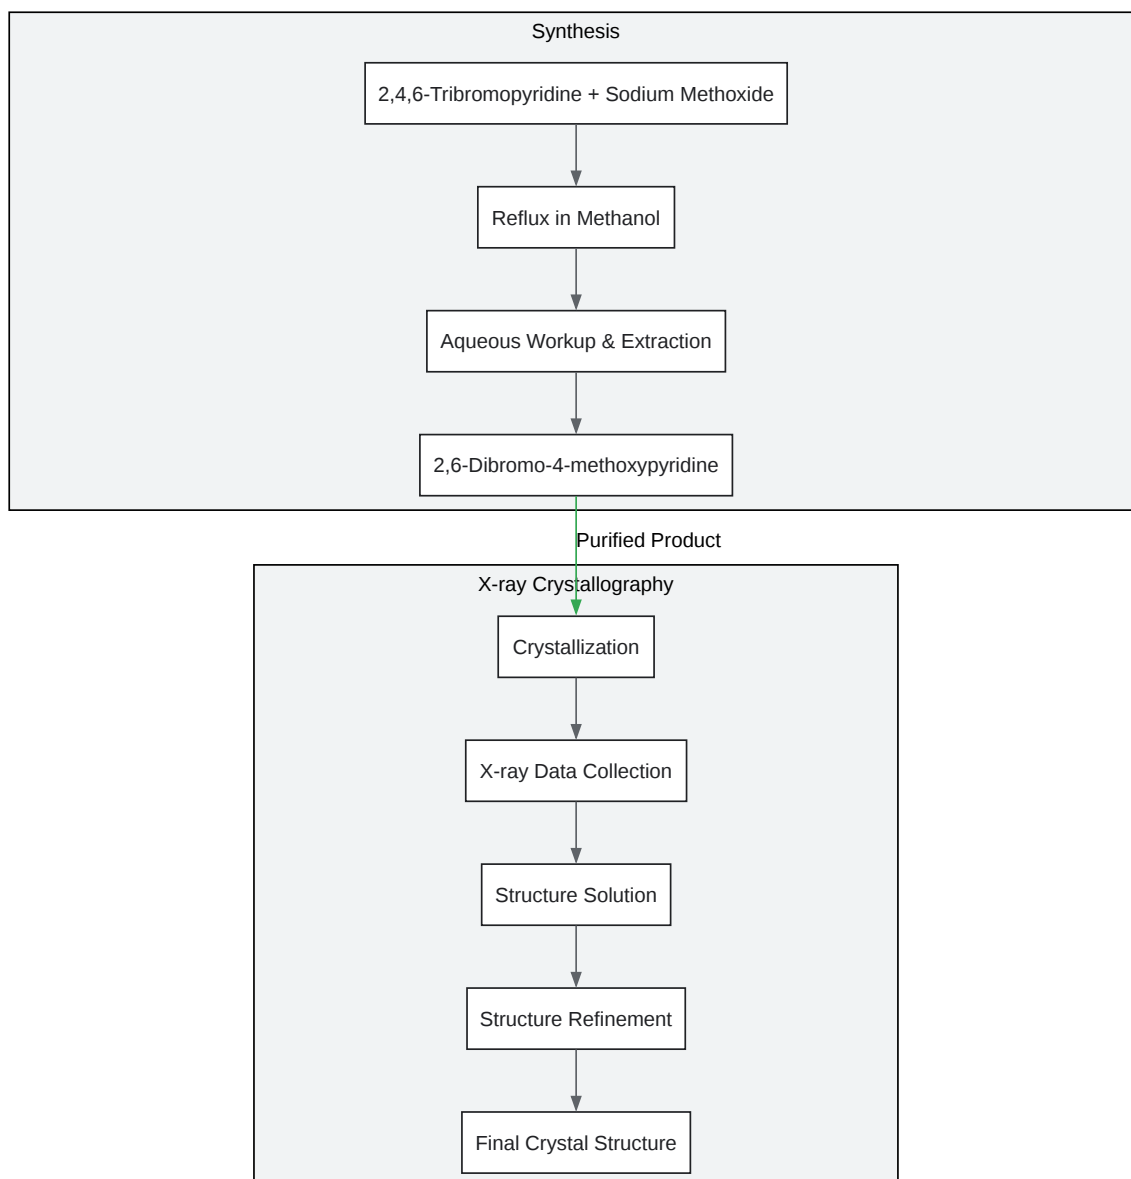 Synthesis
2,4,6-Tribromopyridine + Sodium Methoxide
Reflux in Methanol
Aqueous Workup & Extraction
2,6-Dibromo-4-methoxypyridine
Purified Product
X-ray Crystallography
Crystallization
X-ray Data Collection
Structure Solution
Structure Refinement
Final Crystal Structure